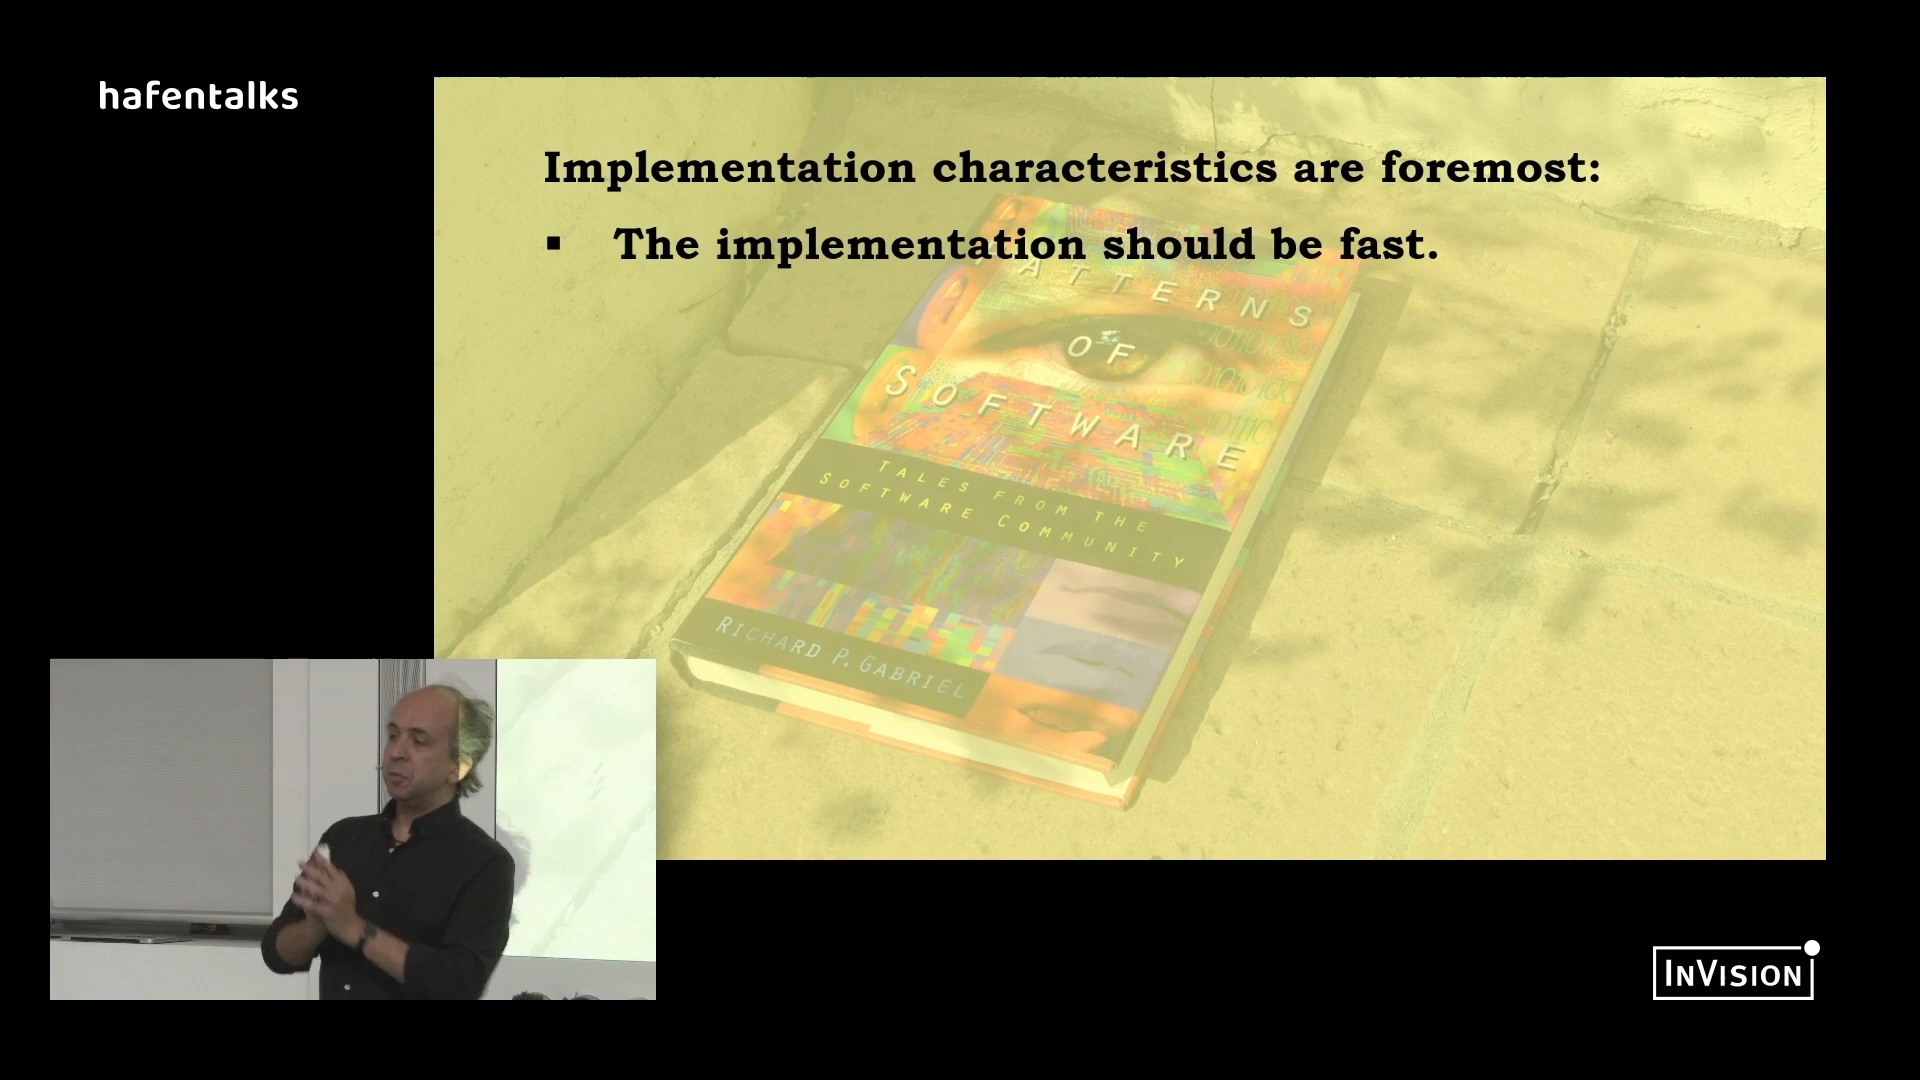 hafentalks
Implementation characteristics are foremost:
▪ The implementation should be fast.
PATTERNS
OF
SOFTWARE
TALES FROM THE
SOFTWARE COMMUNITY
RICHARD P. GABRIEL
INVISION